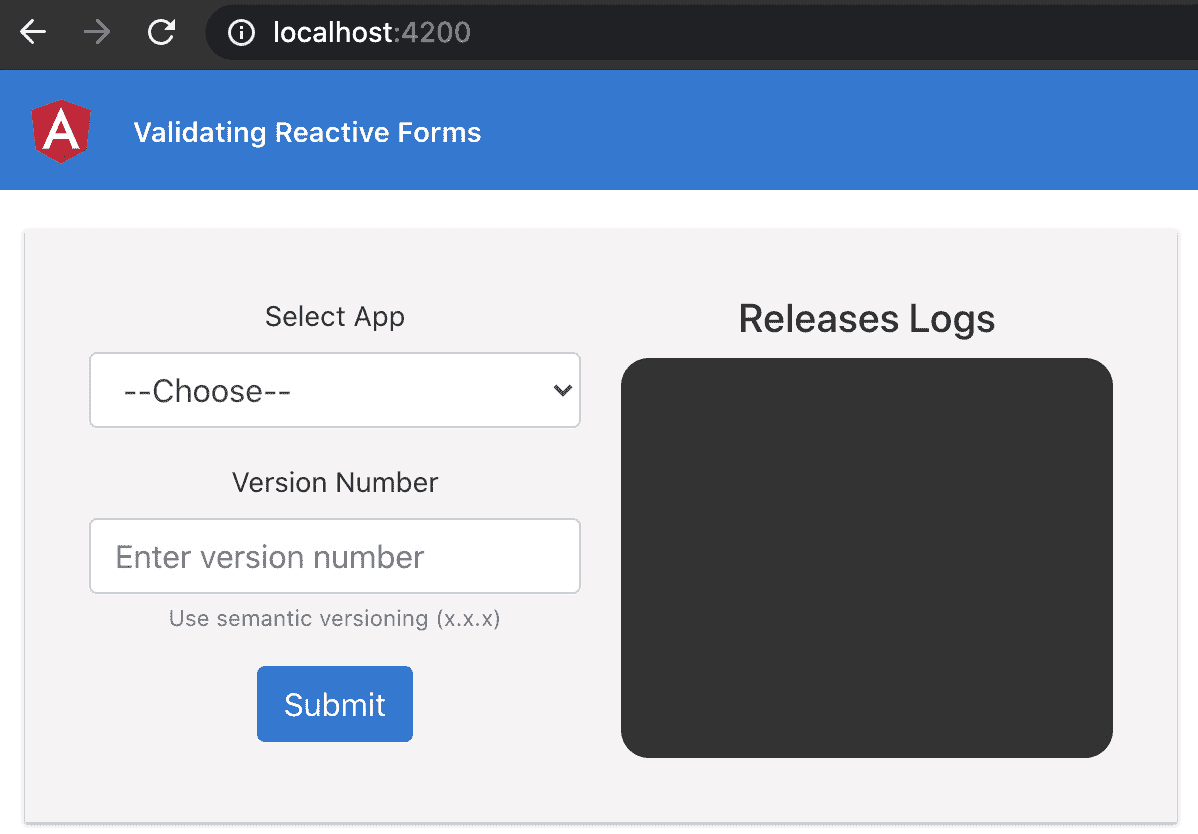 localhost:4200
A
Validating Reactive Forms
Select App
--Choose--
Version Number
Enter version number
Use semantic versioning (x.x.x)
Submit
Releases Logs